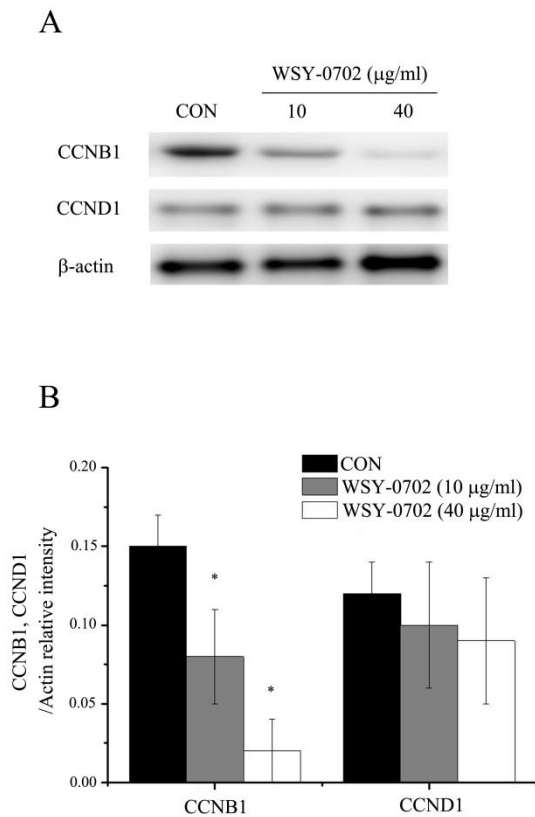 A
WSY-0702 (μg/ml)
CON 10 40
CCNB1
CCND1
β-actin
B
CCNB1, CCND1
/Actin relative intensity
0.20
0.15
0.10
0.05
0.00
CON
WSY-0702 (10 μg/ml)
WSY-0702 (40 μg/ml)
*
*
CCNB1 CCND1